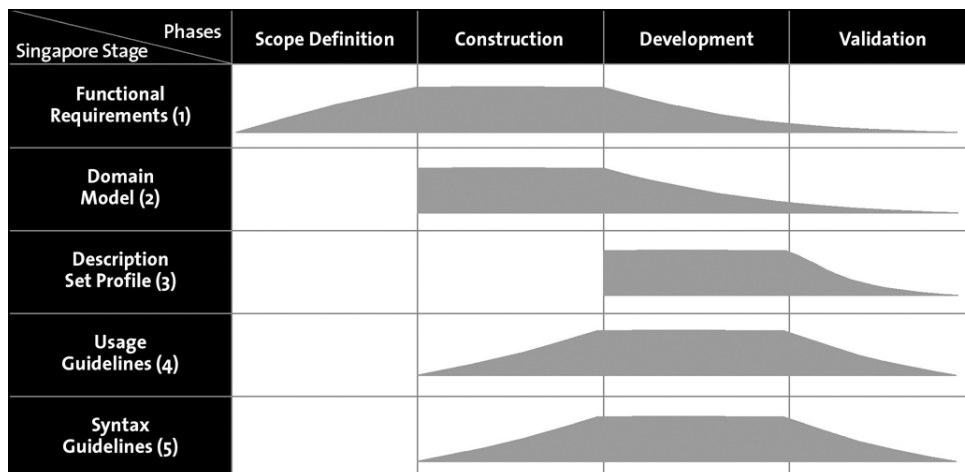 Phases
Singapore Stage
Scope Definition
Construction
Development
Validation
Functional
Requirements (1)
Domain
Model (2)
Description
Set Profile (3)
Usage
Guidelines (4)
Syntax
Guidelines (5)